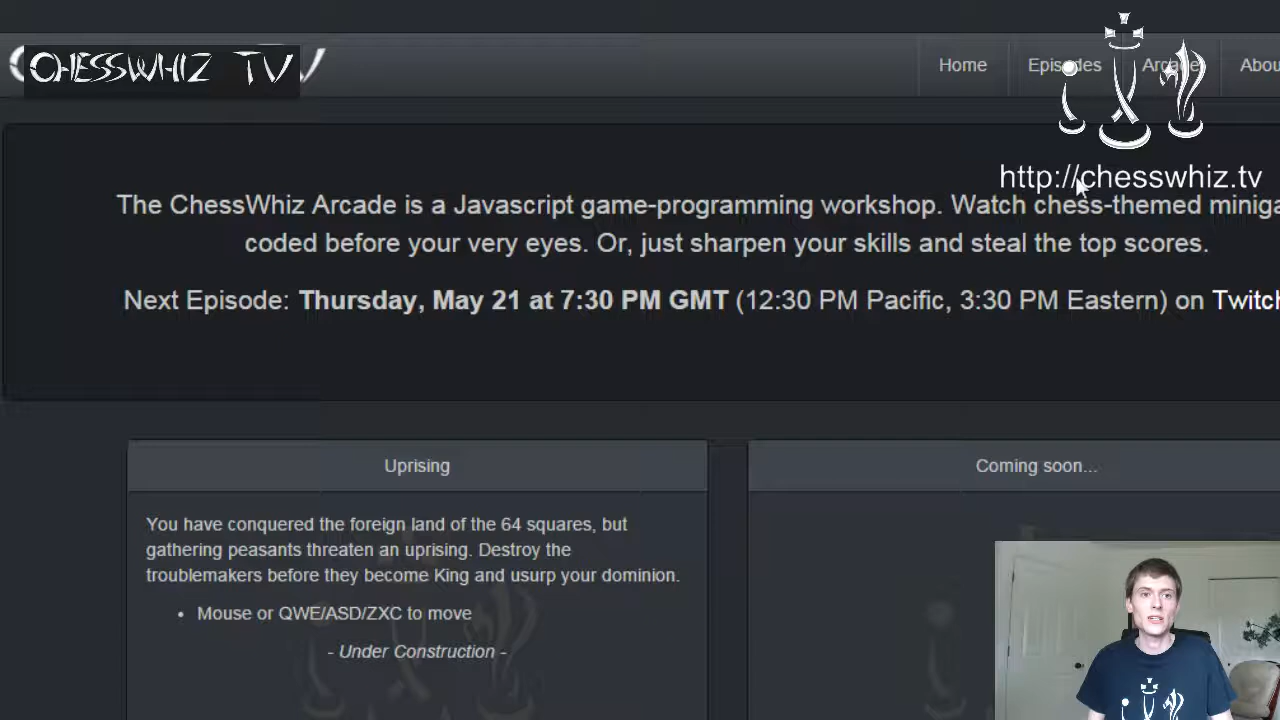 CHESSWHIZ TV
Home
Episodes
Arcade
http://chesswhiz.tv
The ChessWhiz Arcade is a Javascript game-programming workshop. Watch chess-themed
coded before your very eyes. Or, just sharpen your skills and steal the top scores.
Next Episode: Thursday, May 21 at 7:30 PM GMT (12:30 PM Pacific, 3:30 PM Eastern) on Twitch
Uprising
Coming soon...
You have conquered the foreign land of the 64 squares, but
gathering peasants threaten an uprising. Destroy the
troublemakers before they become King and usurp your dominion.
• Mouse or QWE/ASD/ZXC to move
- Under Construction -